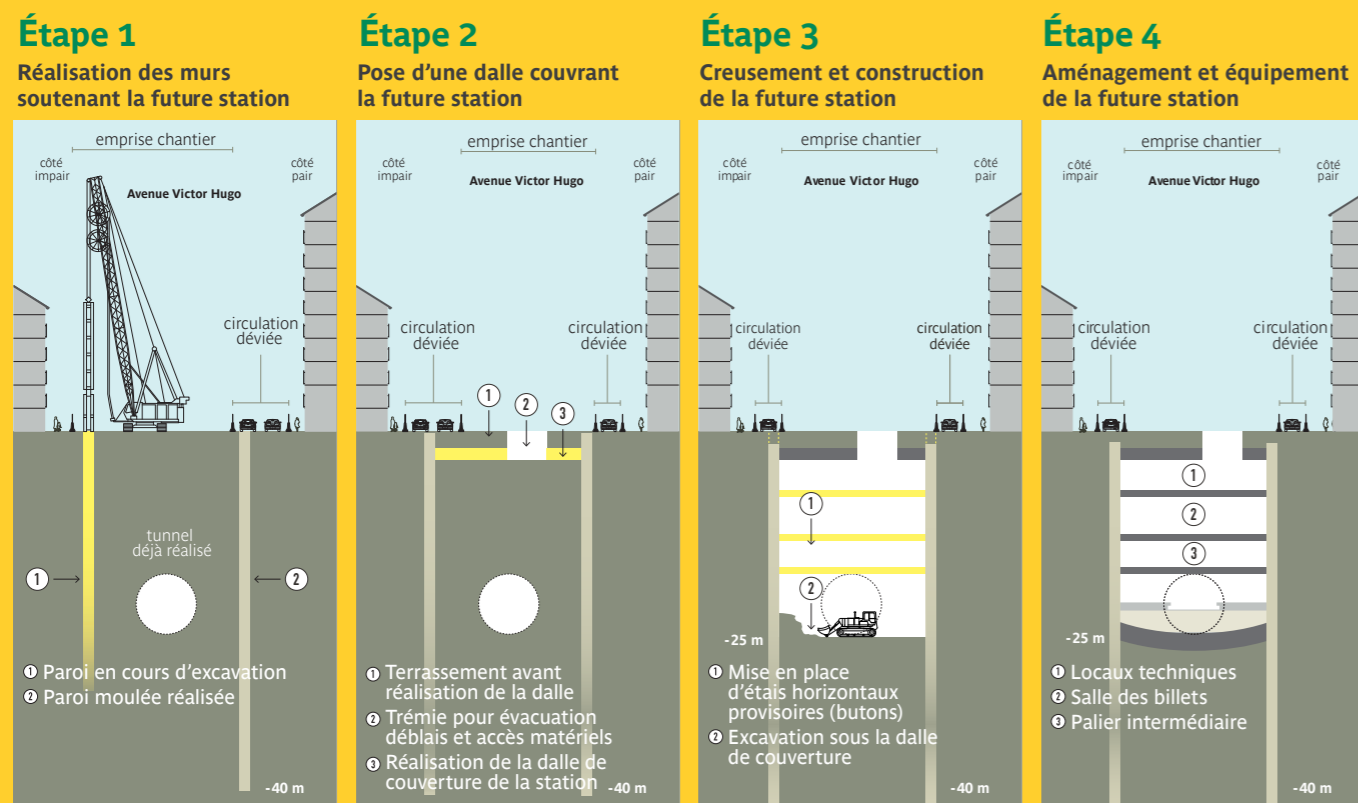 Étape 1
Réalisation des murs
soutenant la future station
emprise chantier
côté
impair
côté
pair
Avenue Victor Hugo
circulation
déviée
tunnel
déjà réalisé
1
2
1 Paroi en cours d'excavation
2 Paroi moulée réalisée
-40 m
Étape 2
Pose d'une dalle couvrant
la future station
emprise chantier
côté
impair
côté
pair
Avenue Victor Hugo
circulation
déviée
circulation
déviée
1
2
3
1 Terrassement avant
réalisation de la dalle
2 Trémie pour évacuation
déblais et accès matériels
3 Réalisation de la dalle de
couverture de la station
-40 m
Étape 3
Creusement et construction
de la future station
emprise chantier
côté
impair
côté
pair
Avenue Victor Hugo
circulation
déviée
circulation
déviée
1
2
-25 m
1 Mise en place
d'étais horizontaux
provisoires (butons)
2 Excavation sous la dalle
de couverture
-40 m
Étape 4
Aménagement et équipement
de la future station
emprise chantier
côté
impair
côté
pair
Avenue Victor Hugo
circulation
déviée
circulation
déviée
1
2
3
-25 m
1 Locaux techniques
2 Salle des billets
3 Palier intermédiaire
-40 m